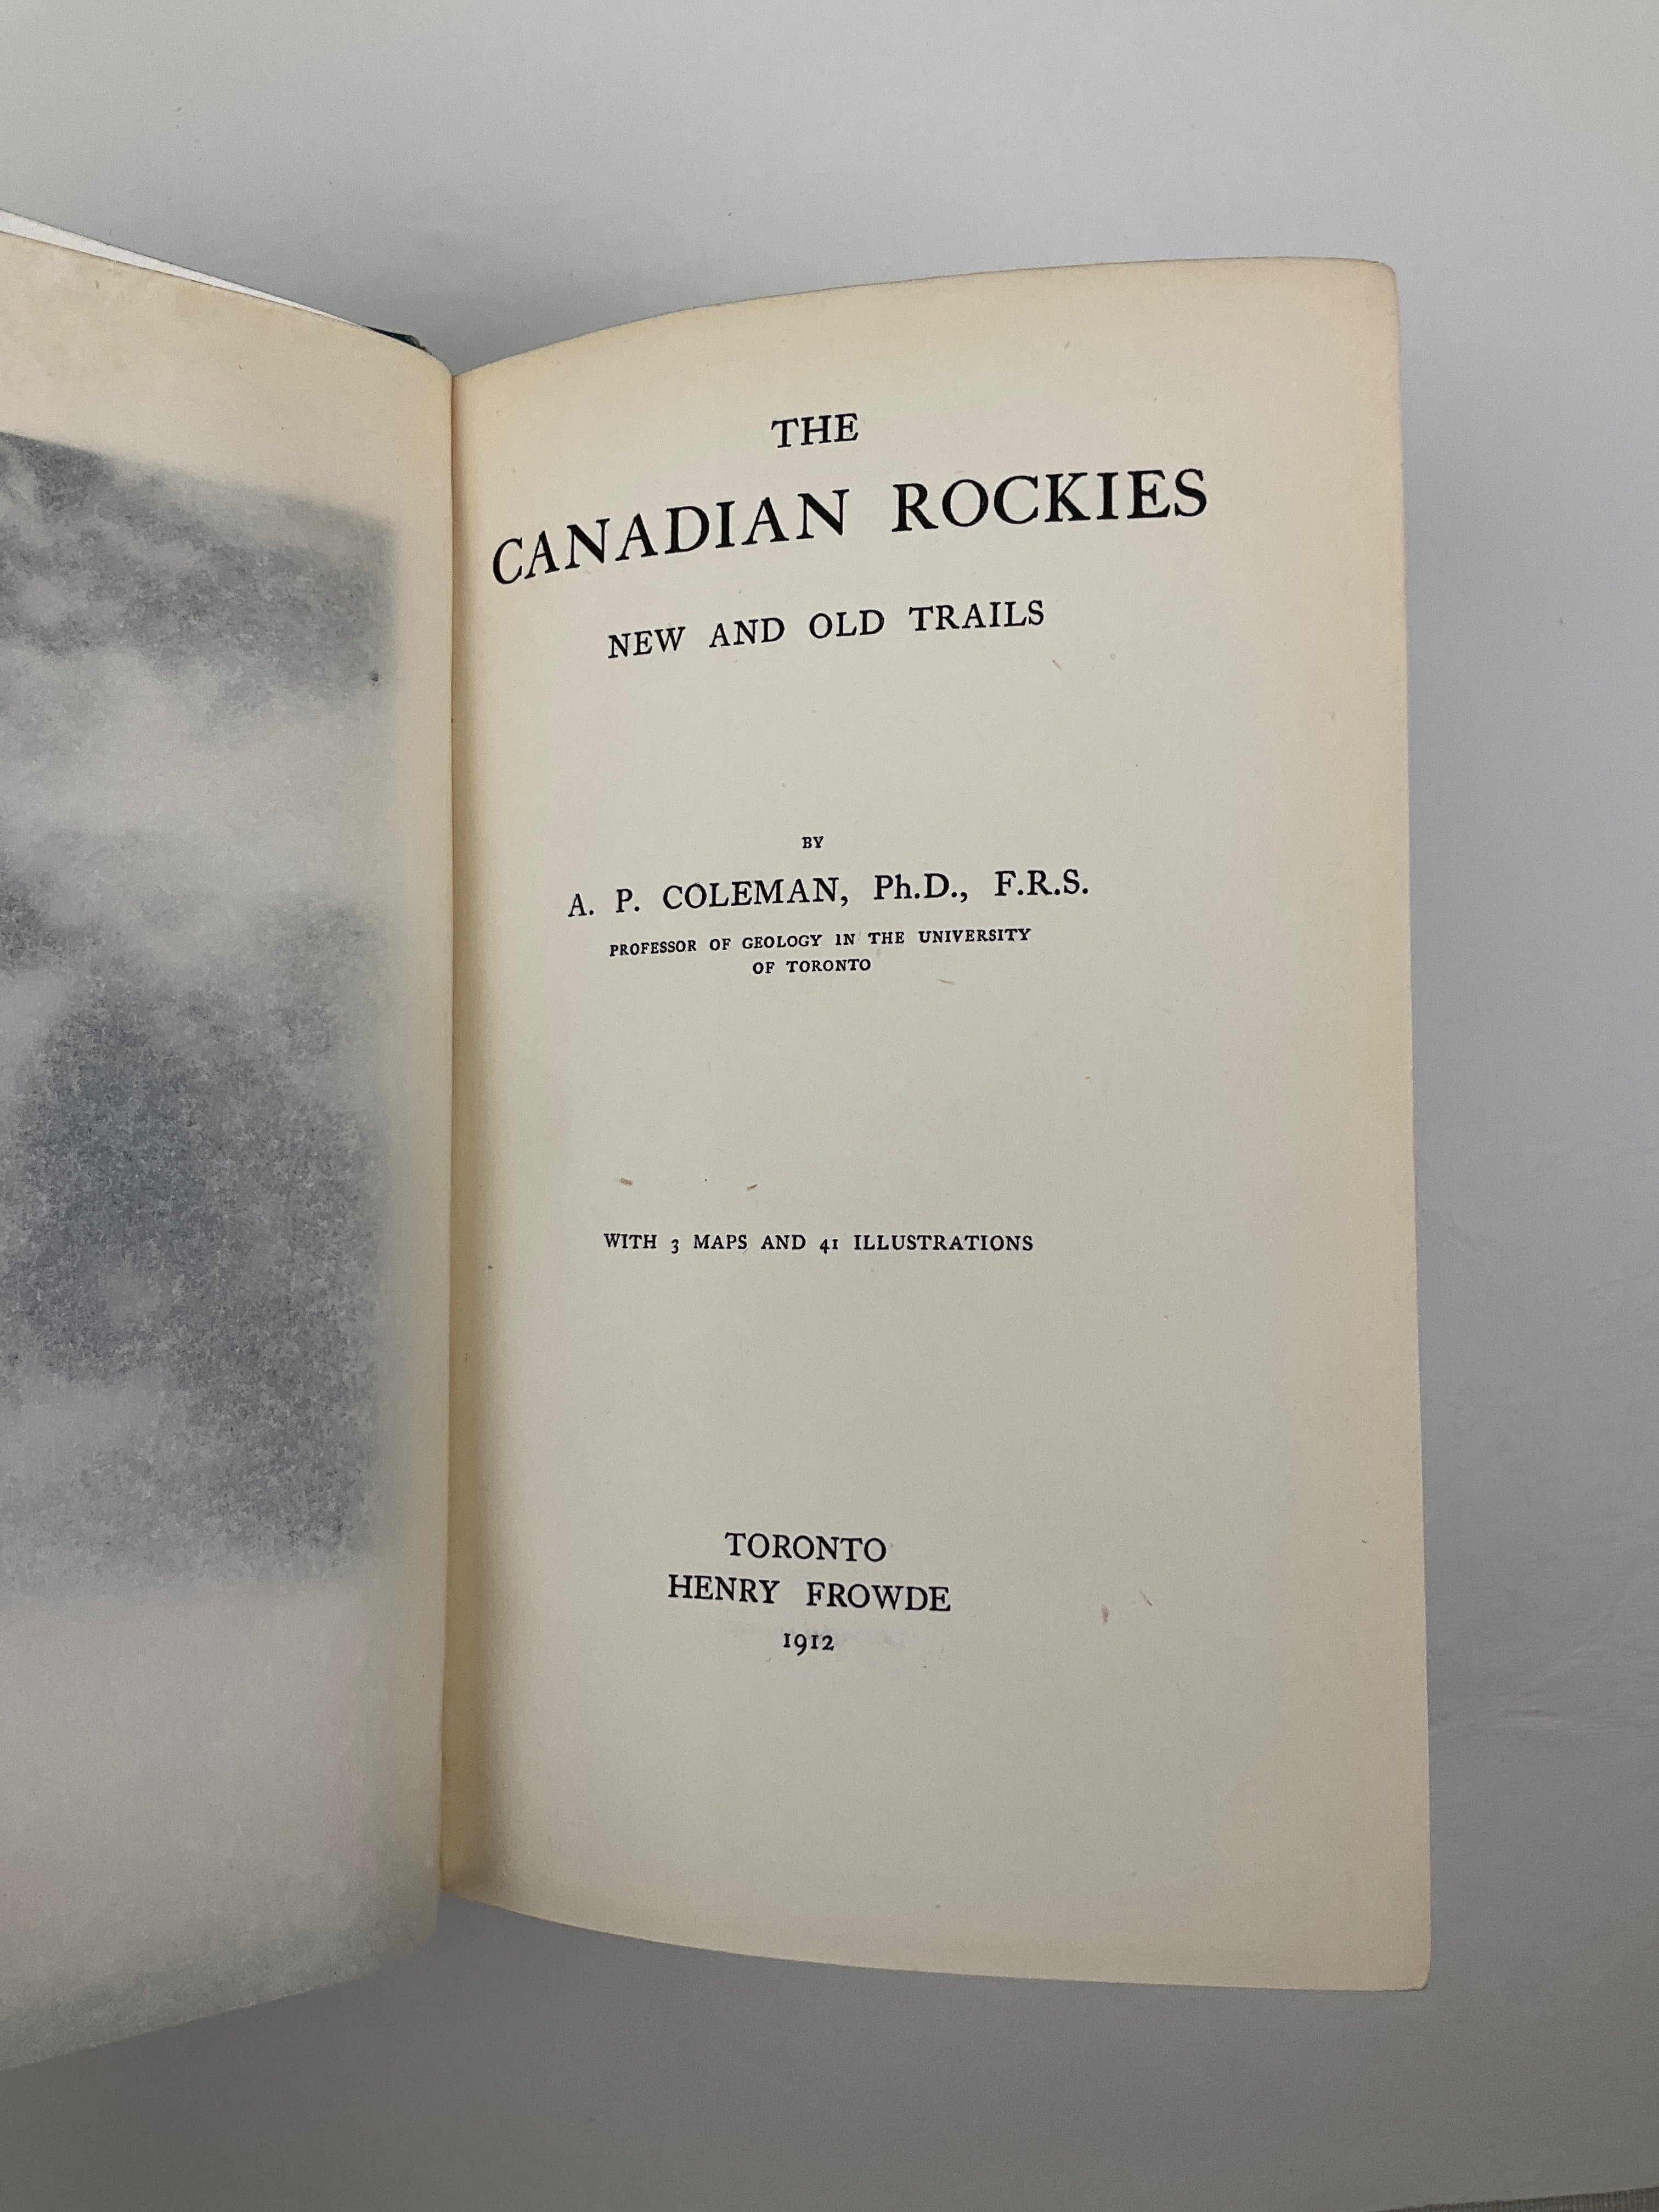 THE
CANADIAN ROCKIES
NEW AND OLD TRAILS
BY
A. P. COLEMAN, Ph.D., F.R.S.
PROFESSOR OF GEOLOGY IN THE UNIVERSITY
OF TORONTO
WITH 3 MAPS AND 41 ILLUSTRATIONS
TORONTO
HENRY FROWDE
1912